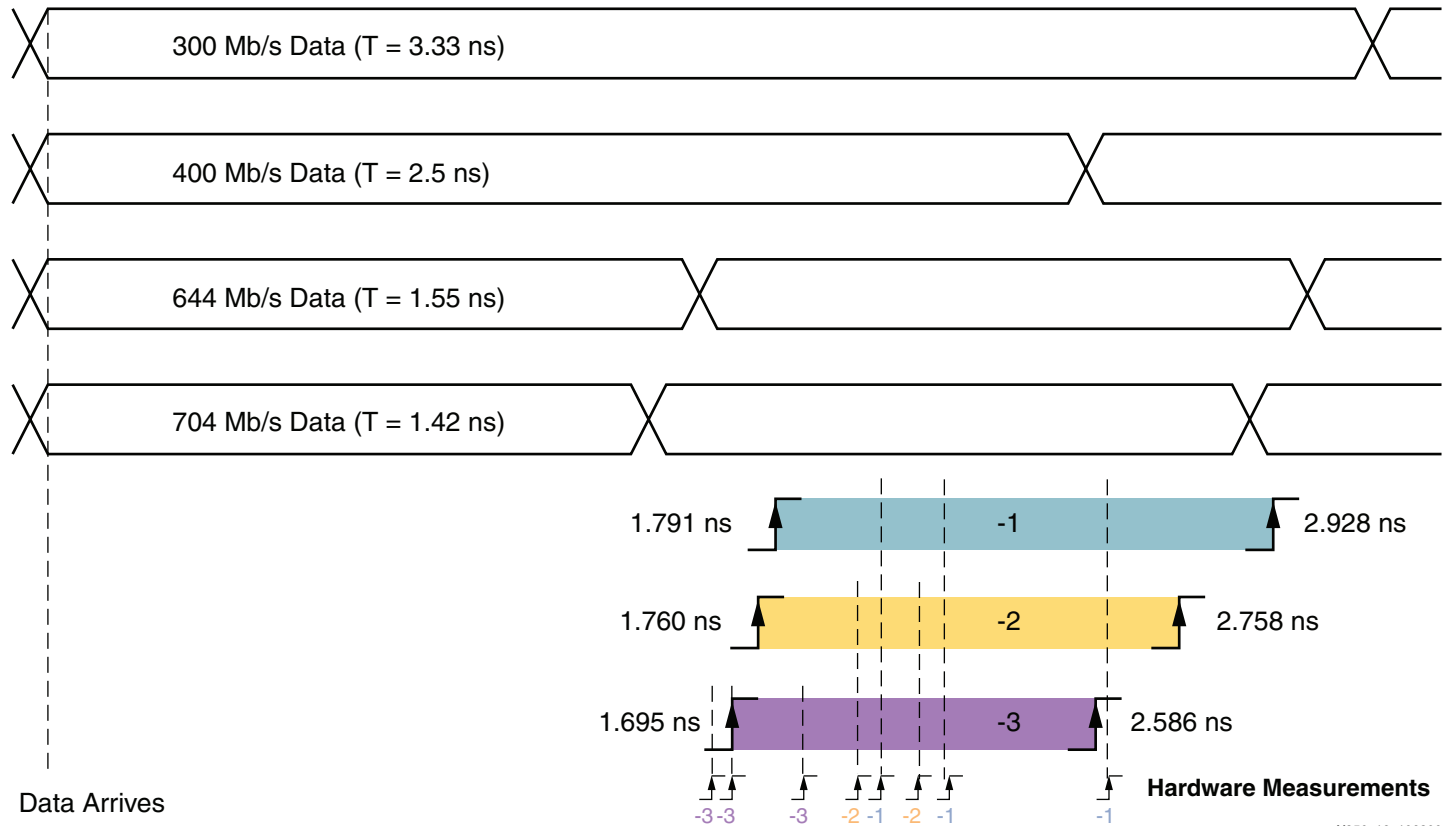 300 Mb/s Data (T = 3.33 ns)
400 Mb/s Data (T = 2.5 ns)
644 Mb/s Data (T = 1.55 ns)
704 Mb/s Data (T = 1.42 ns)
1.791 ns -1 2.928 ns
1.760 ns -2 2.758 ns
1.695 ns -3 2.586 ns
Data Arrives
Hardware Measurements
-3 -3 -3 -2 -1 -2 -1 -1